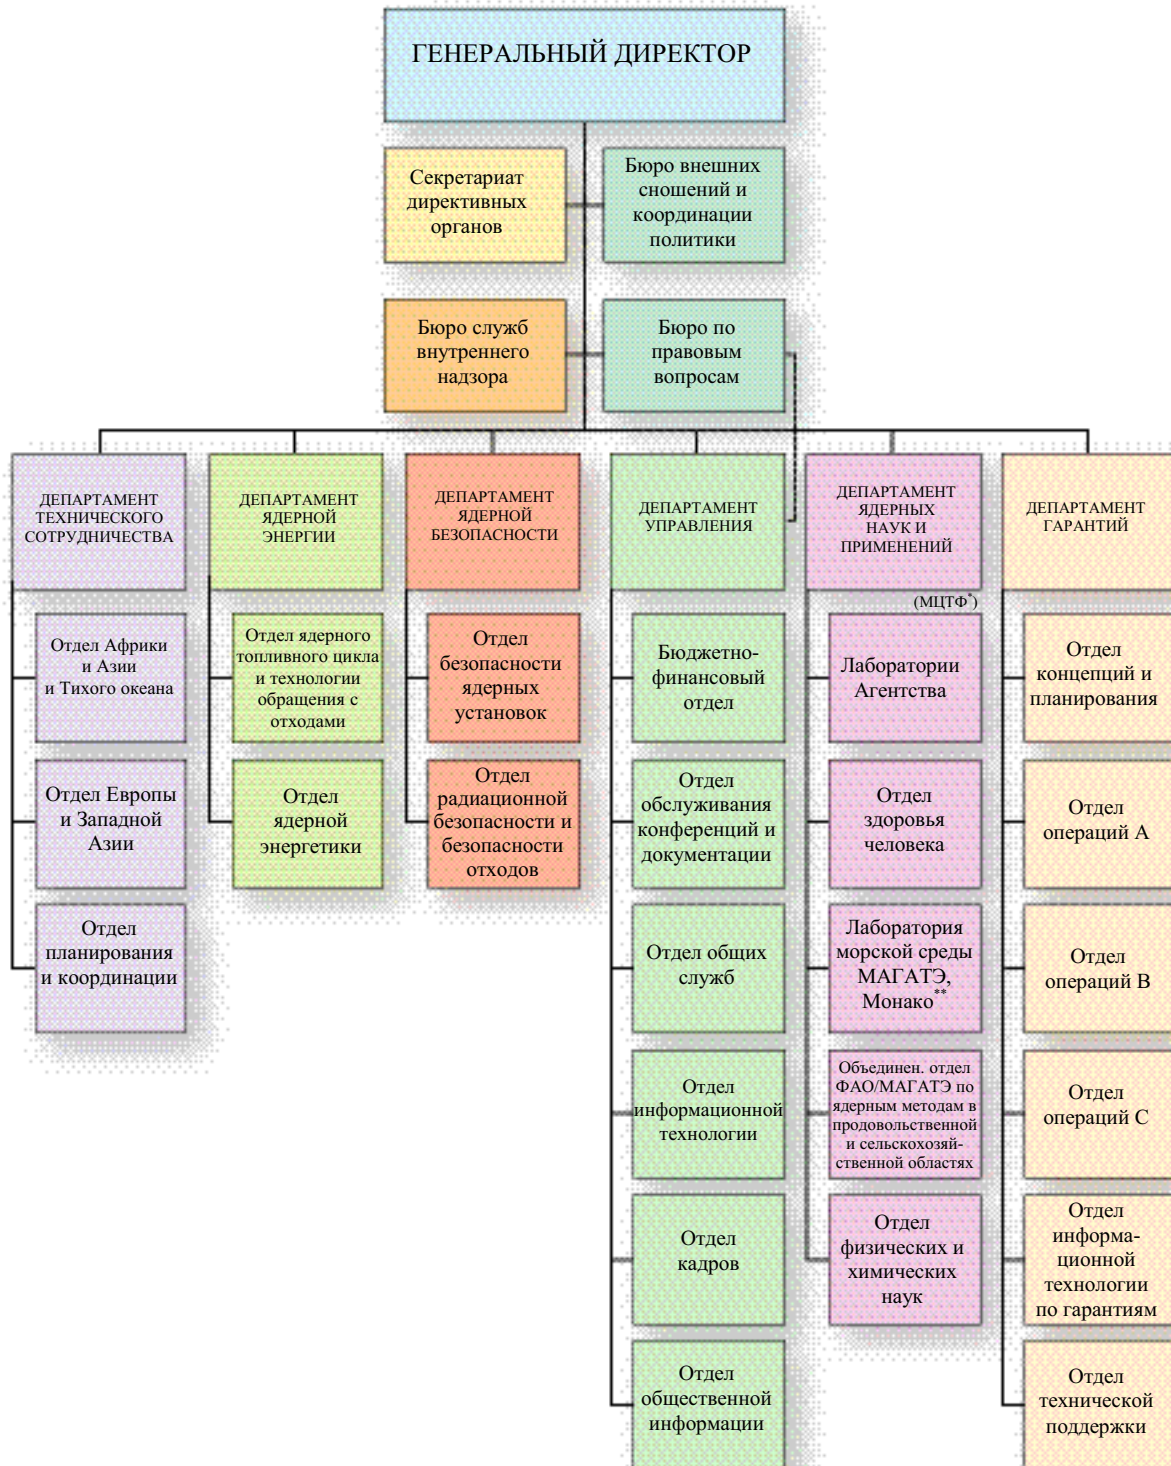 ГЕНЕРАЛЬНЫЙ ДИРЕКТОР
Секретариат
директивных
органов
Бюро внешних
сношений и
координации
политики
Бюро служб
внутреннего
надзора
Бюро по
правовым
вопросам
ДЕПАРТАМЕНТ
ТЕХНИЧЕСКОГО
СОТРУДНИЧЕСТВА
ДЕПАРТАМЕНТ
ЯДЕРНОЙ
ЭНЕРГИИ
ДЕПАРТАМЕНТ
ЯДЕРНОЙ
БЕЗОПАСНОСТИ
ДЕПАРТАМЕНТ
УПРАВЛЕНИЯ
ДЕПАРТАМЕНТ
ЯДЕРНЫХ
НАУК И
ПРИМЕНЕНИЙ
(МЦТФ*)
ДЕПАРТАМЕНТ
ГАРАНТИЙ
Отдел Африки
и Азии
и Тихого океана
Отдел Европы
и Западной
Азии
Отдел
планирования
и координации
Отдел ядерного
топливного цикла
и технологии
обращения с
отходами
Отдел
ядерной
энергетики
Отдел
безопасности
ядерных
установок
Отдел
радиационной
безопасности и
безопасности
отходов
Бюджетно-
финансовый
отдел
Отдел
обслуживания
конференций и
документации
Отдел общих
служб
Отдел
информационной
технологии
Отдел
кадров
Отдел
общественной
информации
Лаборатории
Агентства
Отдел
здоровья
человека
Лаборатория
морской среды
МАГАТЭ,
Монако**
Объединен. отдел
ФАО/МАГАТЭ по
ядерным методам в
продовольственной
и сельскохозяй-
ственной областях
Отдел
физических и
химических
наук
Отдел
концепций и
планирования
Отдел
операций А
Отдел
операций В
Отдел
операций С
Отдел
информа-
ционной
технологии
по гарантиям
Отдел
технической
поддержки